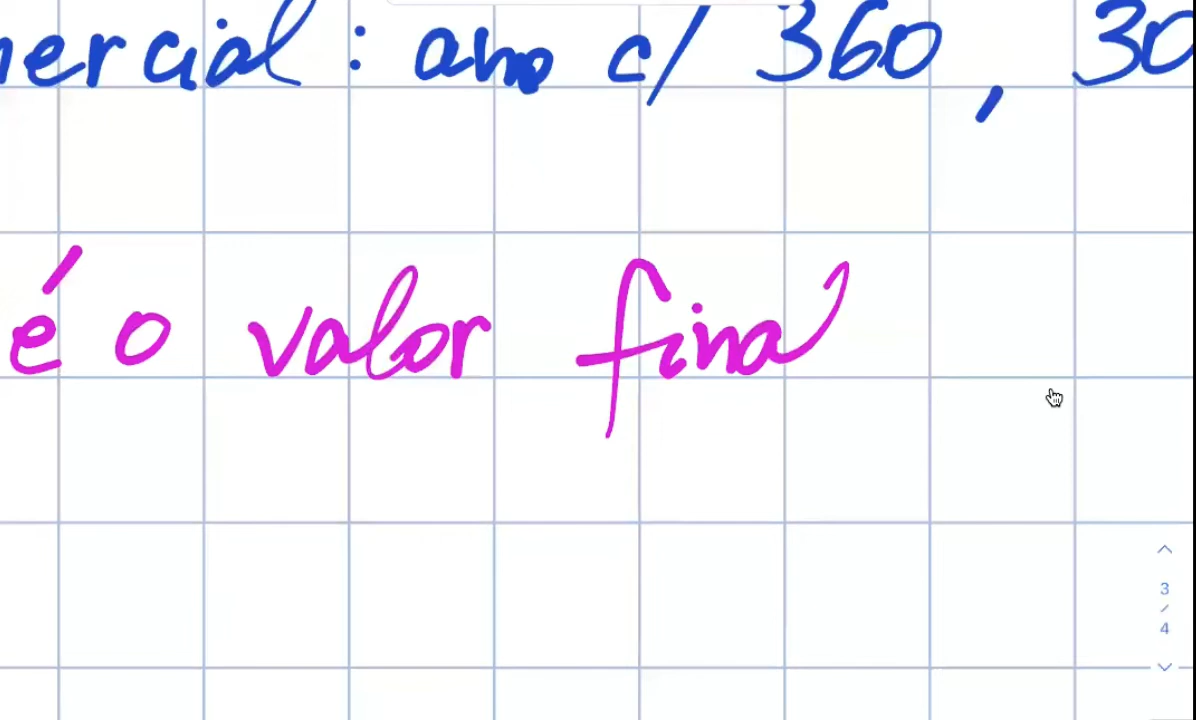 ercial : ano c/ 360 , 30
é o valor final
3
/
4